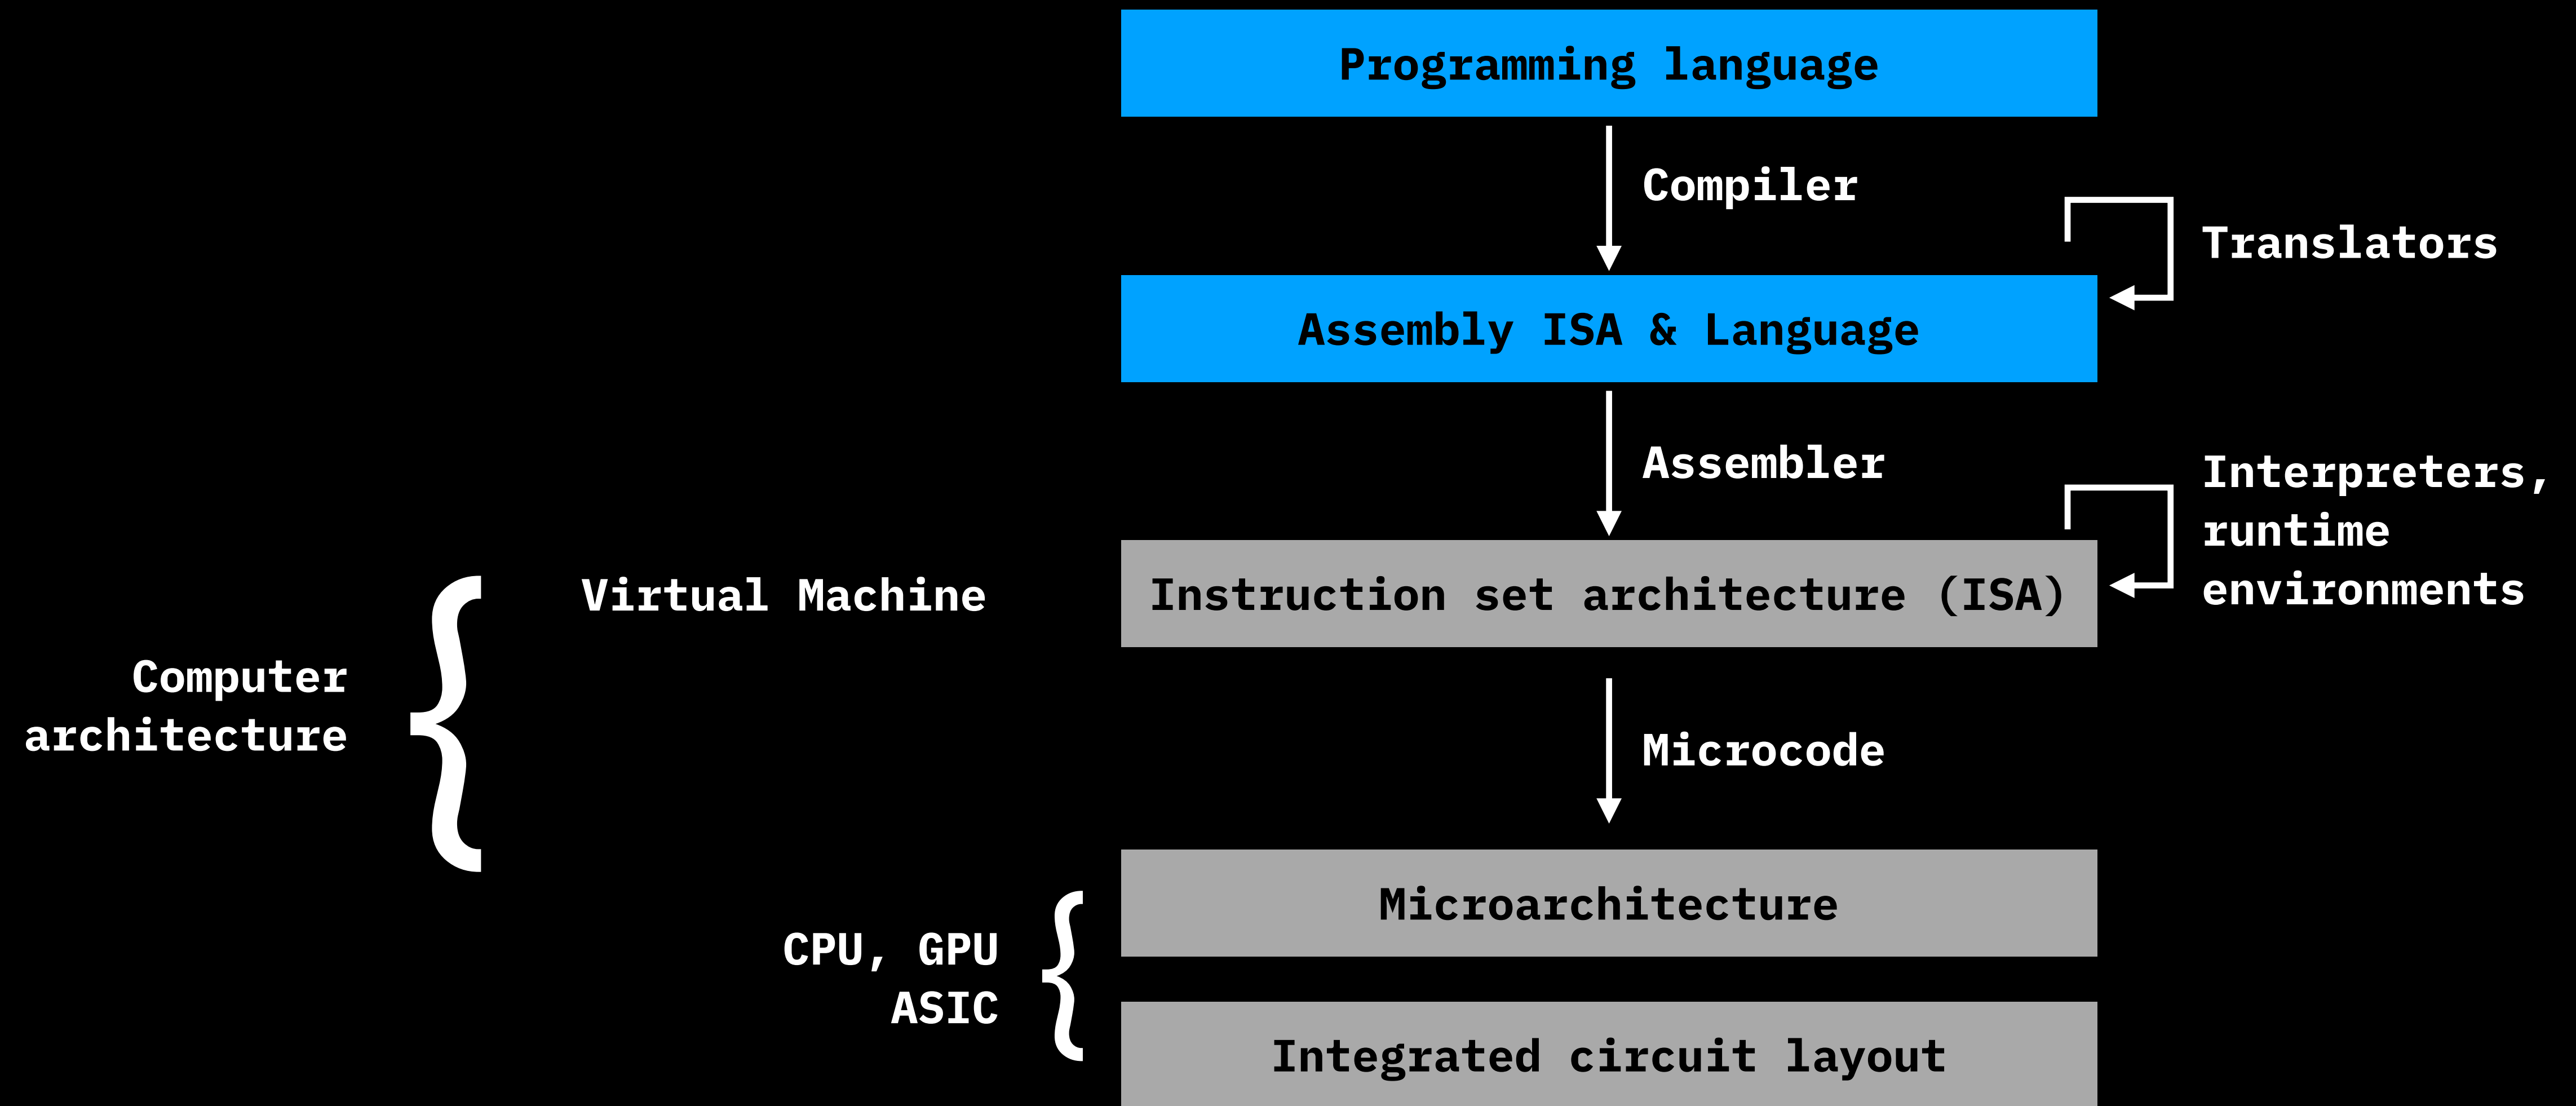 Programming language
Compiler
Translators
Assembly ISA & Language
Assembler
Interpreters,
runtime
environments
Virtual Machine
Instruction set architecture (ISA)
Computer
architecture
Microcode
Microarchitecture
CPU, GPU
ASIC
Integrated circuit layout